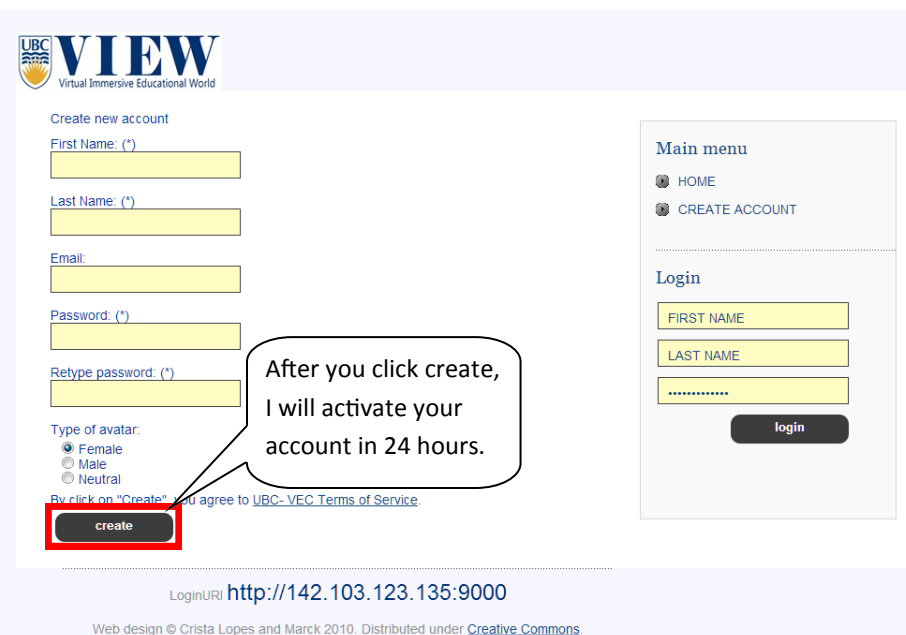 UBC VIEW
Virtual Immersive Educational World
Create new account
First Name: (*)
Last Name: (*)
Email:
Password: (*)
Retype password: (*)
Type of avatar:
Female
Male
Neutral
By click on "Create", you agree to UBC- VEC Terms of Service.
create
After you click create,
I will activate your
account in 24 hours.
Main menu
HOME
CREATE ACCOUNT
Login
FIRST NAME
LAST NAME
•••••••••••••
login
LoginURI http://142.103.123.135:9000
Web design © Crista Lopes and Marck 2010. Distributed under Creative Commons.